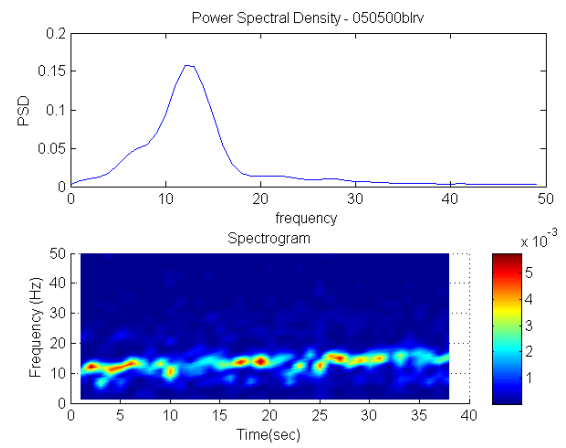 Power Spectral Density - 050500blrv
0.2
0.15
0.1
0.05
0
PSD
0 10 20 30 40 50
frequency
Spectrogram
50
40
30
20
10
0
Frequency (Hz)
0 5 10 15 20 25 30 35 40
Time(sec)
x 10^-3
5
4
3
2
1